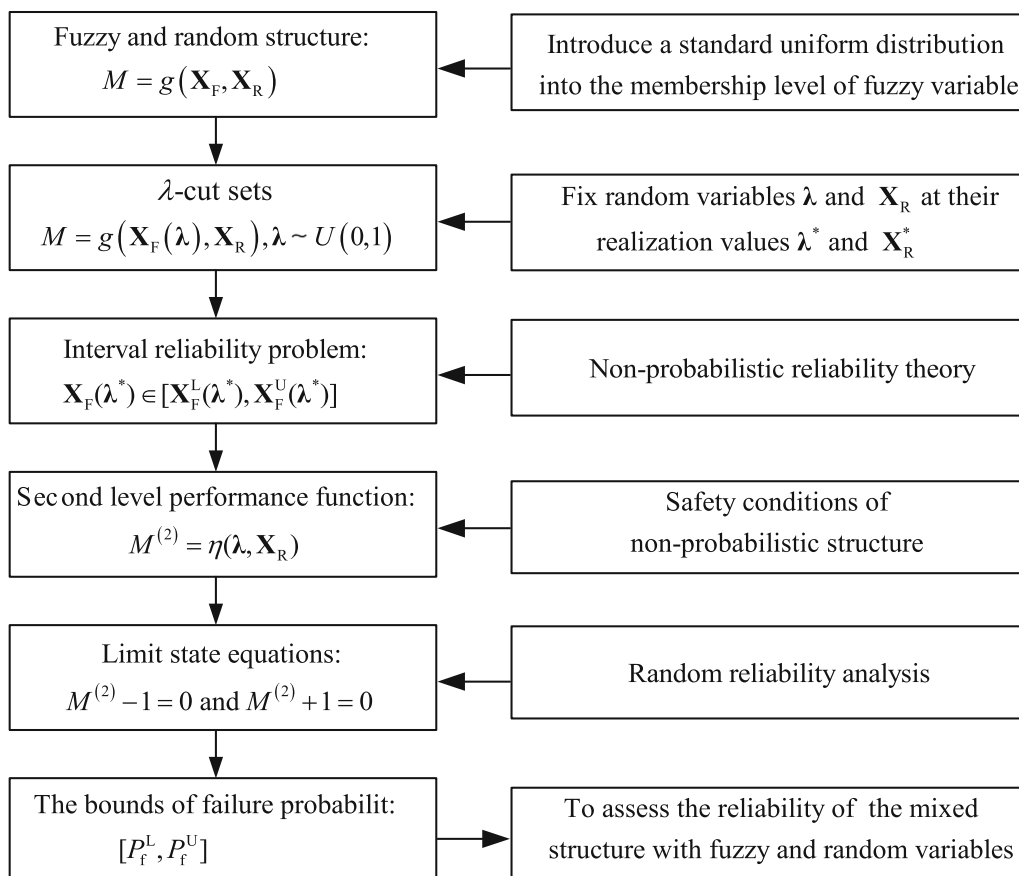 Fuzzy and random structure:
M = g(X_F, X_R)
Introduce a standard uniform distribution
into the membership level of fuzzy variable
λ-cut sets
M = g(X_F(λ), X_R), λ ~ U(0,1)
Fix random variables λ and X_R at their
realization values λ* and X_R*
Interval reliability problem:
X_F(λ*) ∈ [X_F^L(λ*), X_F^U(λ*)]
Non-probabilistic reliability theory
Second level performance function:
M^(2) = η(λ, X_R)
Safety conditions of
non-probabilistic structure
Limit state equations:
M^(2) − 1 = 0 and M^(2) + 1 = 0
Random reliability analysis
The bounds of failure probabilit:
[P_f^L, P_f^U]
To assess the reliability of the mixed
structure with fuzzy and random variables